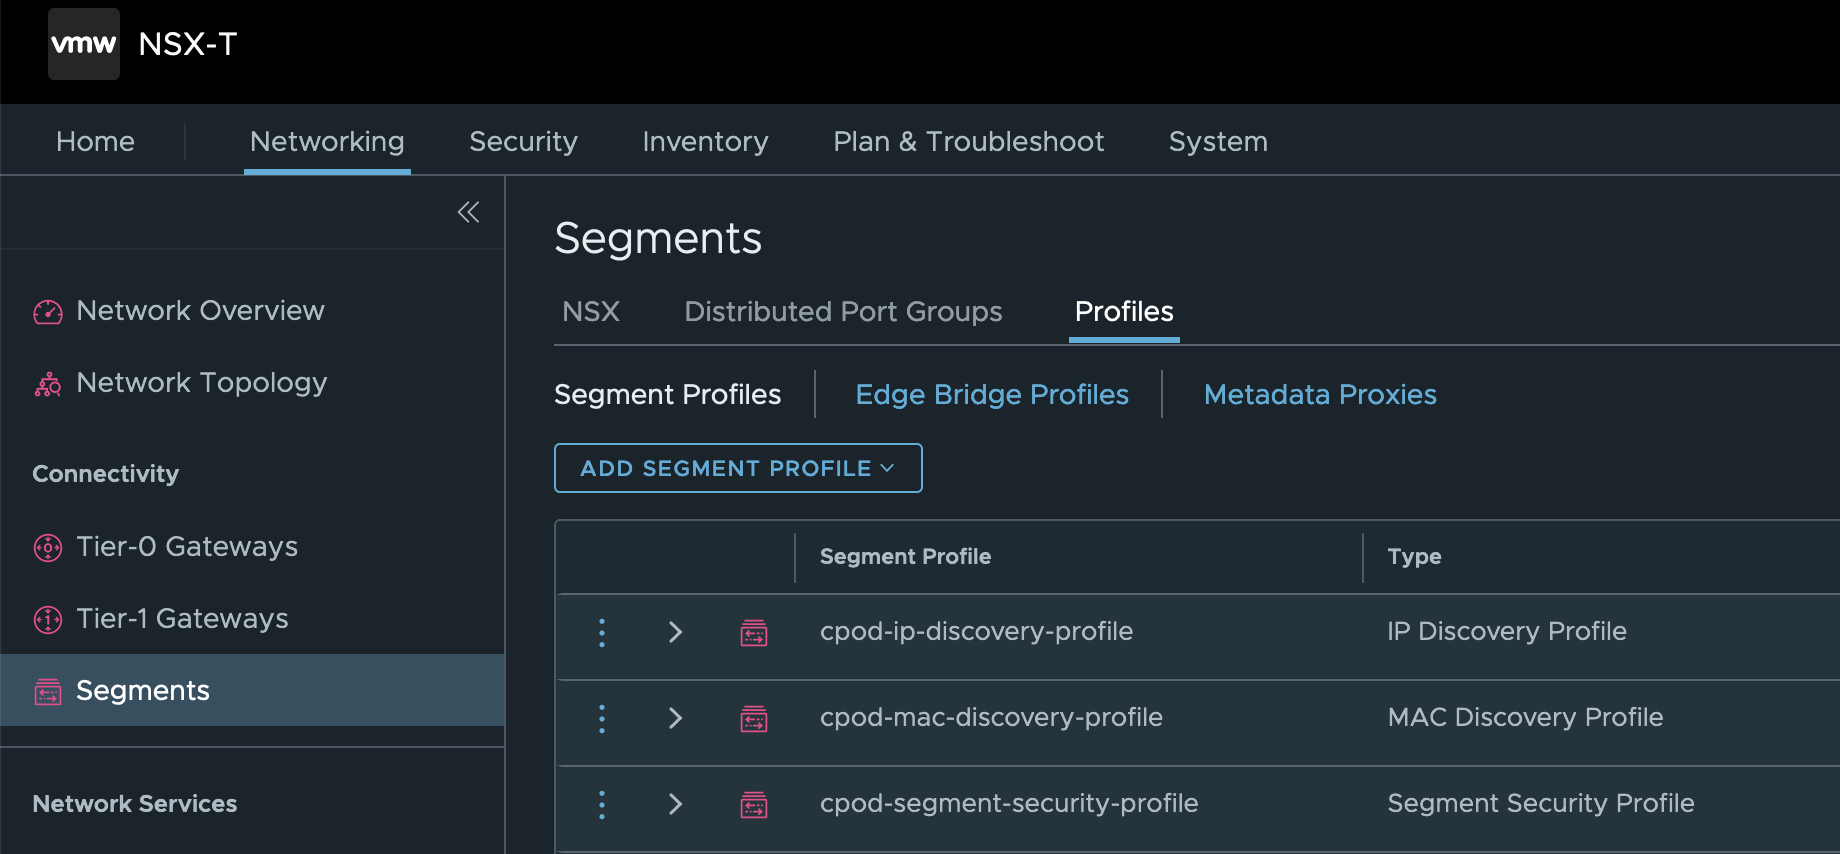 vmw NSX-T
Home Networking Security Inventory Plan & Troubleshoot System
Network Overview
Network Topology
Connectivity
Tier-0 Gateways
Tier-1 Gateways
Segments
Network Services
Segments
NSX Distributed Port Groups Profiles
Segment Profiles Edge Bridge Profiles Metadata Proxies
ADD SEGMENT PROFILE
Segment Profile Type
cpod-ip-discovery-profile IP Discovery Profile
cpod-mac-discovery-profile MAC Discovery Profile
cpod-segment-security-profile Segment Security Profile